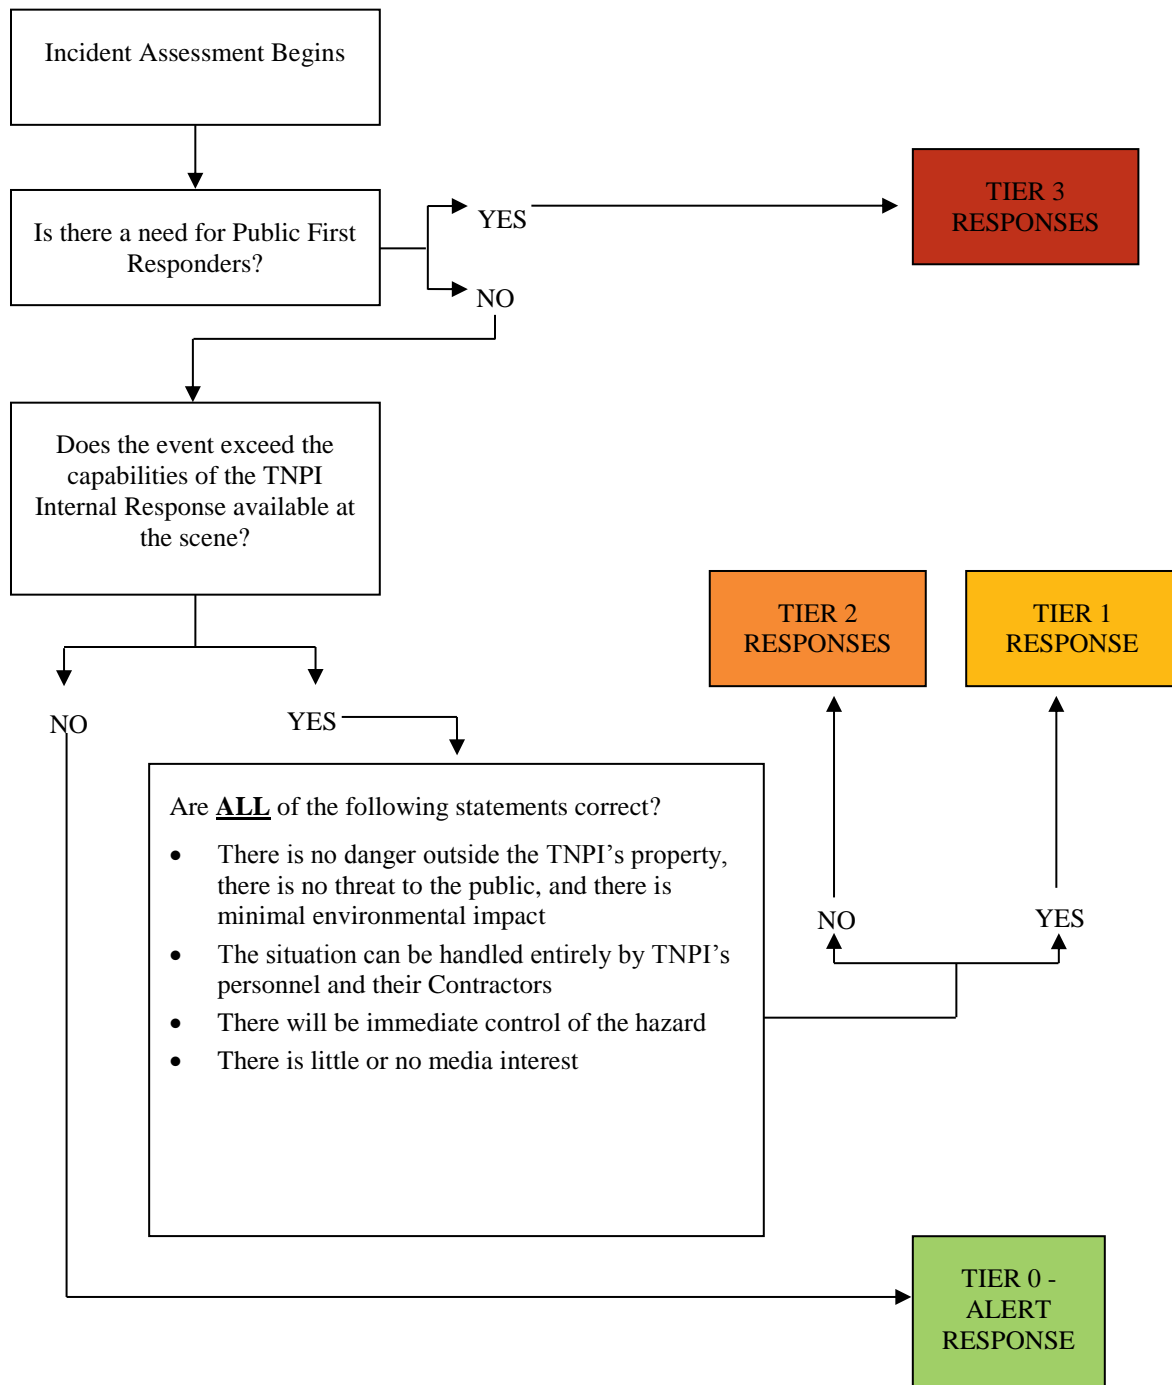 Incident Assessment Begins
Is there a need for Public First
Responders?
YES
NO
TIER 3
RESPONSES
Does the event exceed the
capabilities of the TNPI
Internal Response available at
the scene?
NO
YES
TIER 2
RESPONSES
TIER 1
RESPONSE
NO
YES
Are ALL of the following statements correct?
• There is no danger outside the TNPI’s property,
there is no threat to the public, and there is
minimal environmental impact
• The situation can be handled entirely by TNPI’s
personnel and their Contractors
• There will be immediate control of the hazard
• There is little or no media interest
TIER 0 -
ALERT
RESPONSE